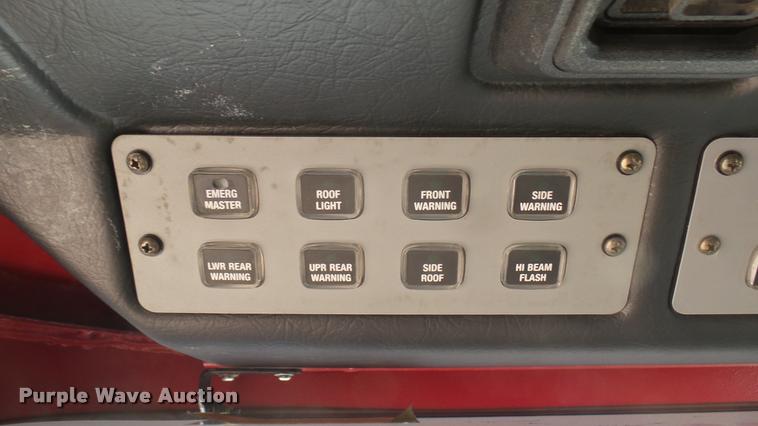 EMERG
MASTER
ROOF
LIGHT
FRONT
WARNING
SIDE
WARNING
LWR REAR
WARNING
UPR REAR
WARNING
SIDE
ROOF
HI BEAM
FLASH
Purple Wave Auction